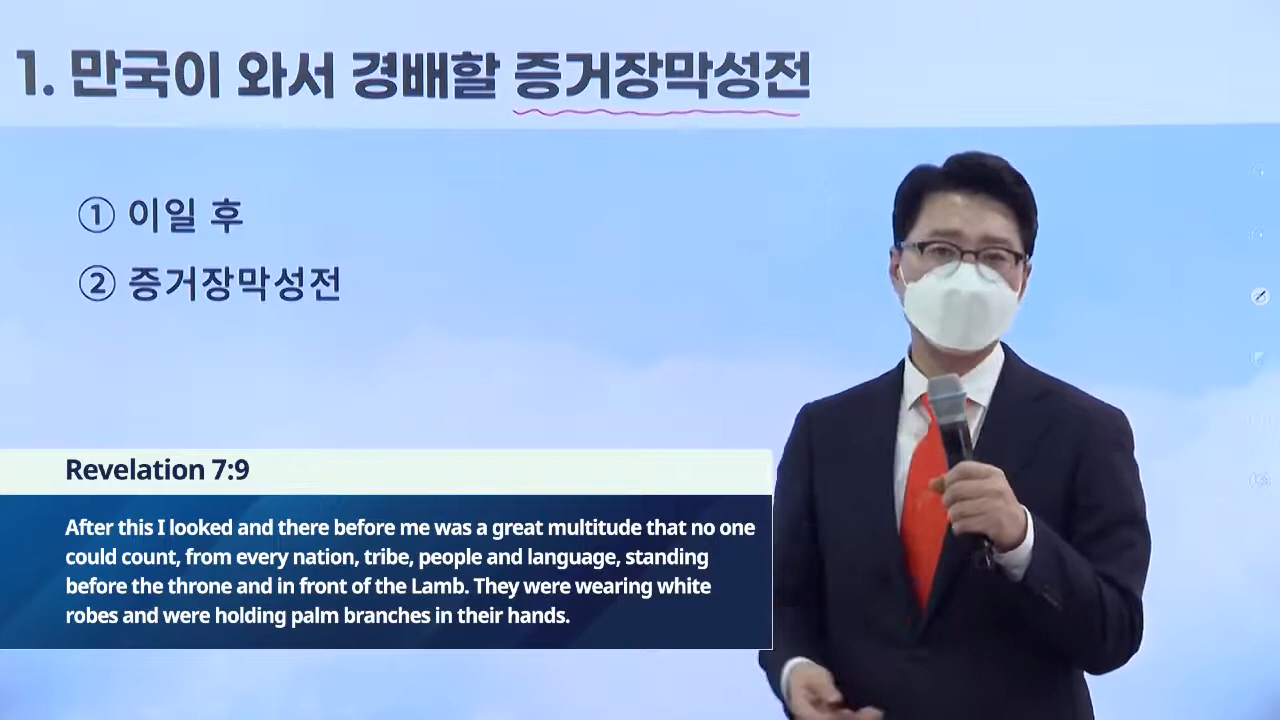 1. 만국이 와서 경배할 증거장막성전
① 이일 후
② 증거장막성전
Revelation 7:9
After this I looked and there before me was a great multitude that no one
could count, from every nation, tribe, people and language, standing
before the throne and in front of the Lamb. They were wearing white
robes and were holding palm branches in their hands.